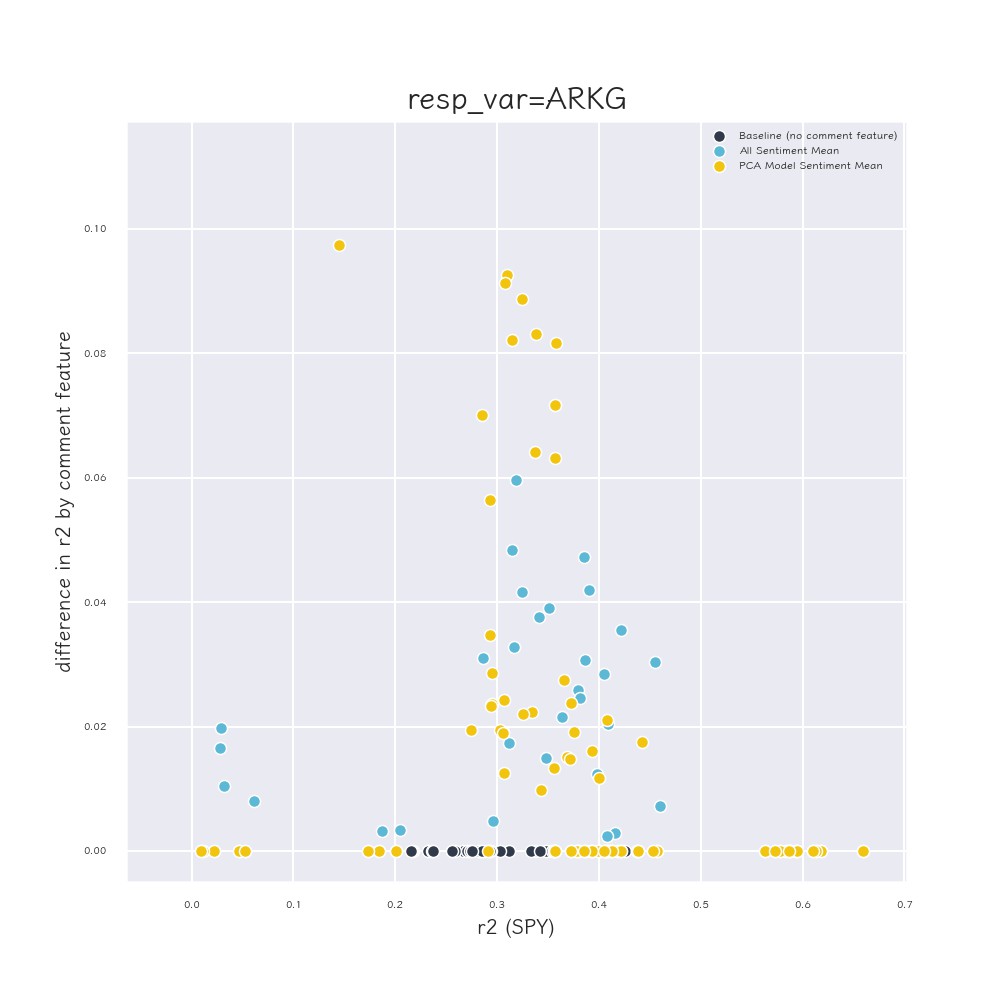 resp_var=ARKG
Baseline (no comment feature)
All Sentiment Mean
PCA Model Sentiment Mean
difference in r2 by comment feature
0.10
0.08
0.06
0.04
0.02
0.00
0.0 0.1 0.2 0.3 0.4 0.5 0.6 0.7
r2 (SPY)